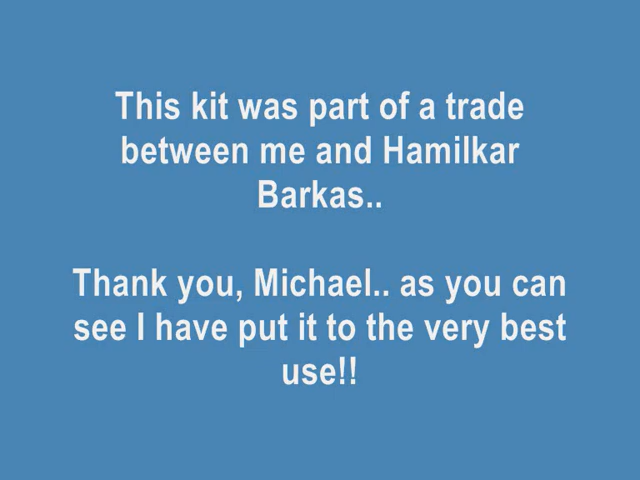 This kit was part of a trade
between me and Hamilkar
Barkas..
Thank you, Michael.. as you can
see I have put it to the very best
use!!